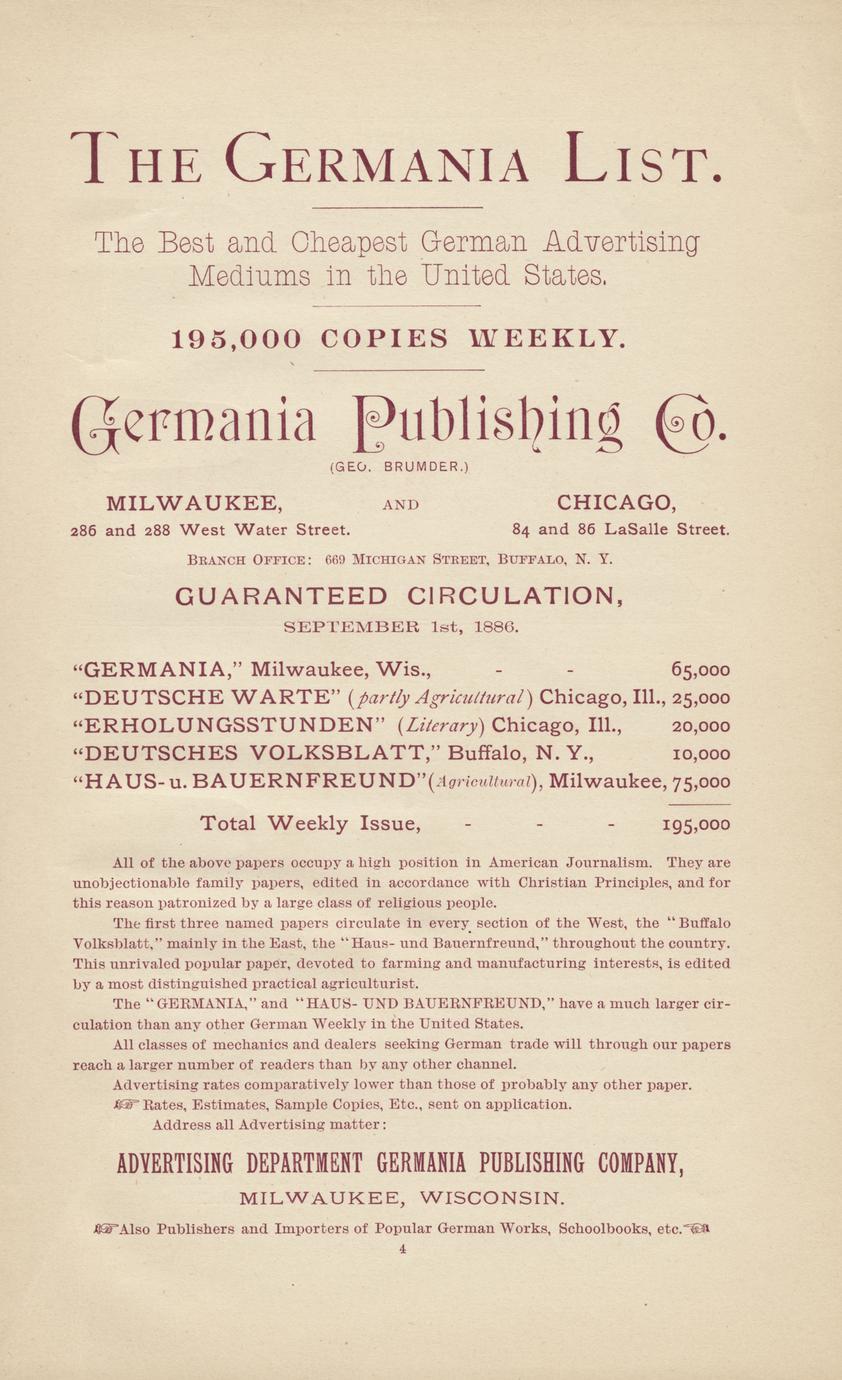 THE GERMANIA LIST.
The Best and Cheapest German Advertising
Mediums in the United States.
195,000 COPIES WEEKLY.
Germania Publishing Co.
(GEO. BRUMDER.)
MILWAUKEE, AND CHICAGO,
286 and 288 West Water Street. 84 and 86 LaSalle Street.
BRANCH OFFICE: 669 MICHIGAN STREET, BUFFALO, N. Y.
GUARANTEED CIRCULATION,
SEPTEMBER 1st, 1886.
“GERMANIA,” Milwaukee, Wis., - - 65,000
“DEUTSCHE WARTE” (partly Agricultural) Chicago, Ill., 25,000
“ERHOLUNGSSTUNDEN” (Literary) Chicago, Ill., 20,000
“DEUTSCHES VOLKSBLATT,” Buffalo, N. Y., 10,000
“HAUS- u. BAUERNFREUND” (Agricultural), Milwaukee, 75,000
Total Weekly Issue, - - - 195,000
All of the above papers occupy a high position in American Journalism. They are
unobjectionable family papers, edited in accordance with Christian Principles, and for
this reason patronized by a large class of religious people.
The first three named papers circulate in every section of the West, the “Buffalo
Volksblatt,” mainly in the East, the “Haus- und Bauernfreund,” throughout the country.
This unrivaled popular paper, devoted to farming and manufacturing interests, is edited
by a most distinguished practical agriculturist.
The “GERMANIA,” and “HAUS- UND BAUERNFREUND,” have a much larger cir-
culation than any other German Weekly in the United States.
All classes of mechanics and dealers seeking German trade will through our papers
reach a larger number of readers than by any other channel.
Advertising rates comparatively lower than those of probably any other paper.
☞ Rates, Estimates, Sample Copies, Etc., sent on application.
Address all Advertising matter:
ADVERTISING DEPARTMENT GERMANIA PUBLISHING COMPANY,
MILWAUKEE, WISCONSIN.
☞Also Publishers and Importers of Popular German Works, Schoolbooks, etc.☜
4